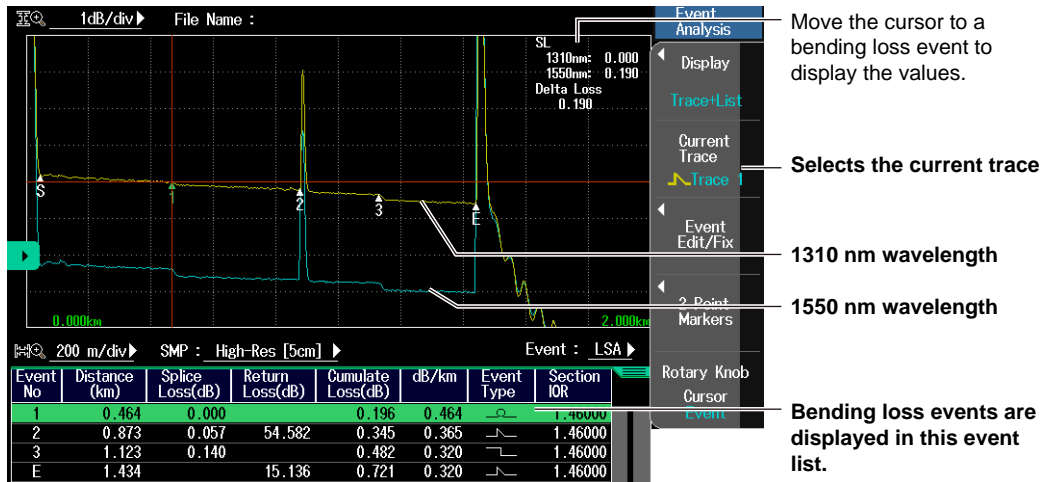 1dB/div
File Name :
SL
1310nm: 0.000
1550nm: 0.190
Delta Loss
0.190
S
1
2
3
E
0.000km
2.000km
200 m/div
SMP : High-Res [5cm]
Event : LSA
Event No Distance (km) Splice Loss(dB) Return Loss(dB) Cumulate Loss(dB) dB/km Event Type Section IOR
1 0.464 0.000 0.196 0.464 1.46000
2 0.873 0.057 54.582 0.345 0.365 1.46000
3 1.123 0.140 0.482 0.320 1.46000
E 1.434 15.136 0.721 0.320 1.46000
Event
Analysis
Display
Trace+List
Current
Trace
Trace 1
Event
Edit/Fix
2-Point
Markers
Rotary Knob
Cursor
Event
Move the cursor to a
bending loss event to
display the values.
Selects the current trace
1310 nm wavelength
1550 nm wavelength
Bending loss events are
displayed in this event
list.